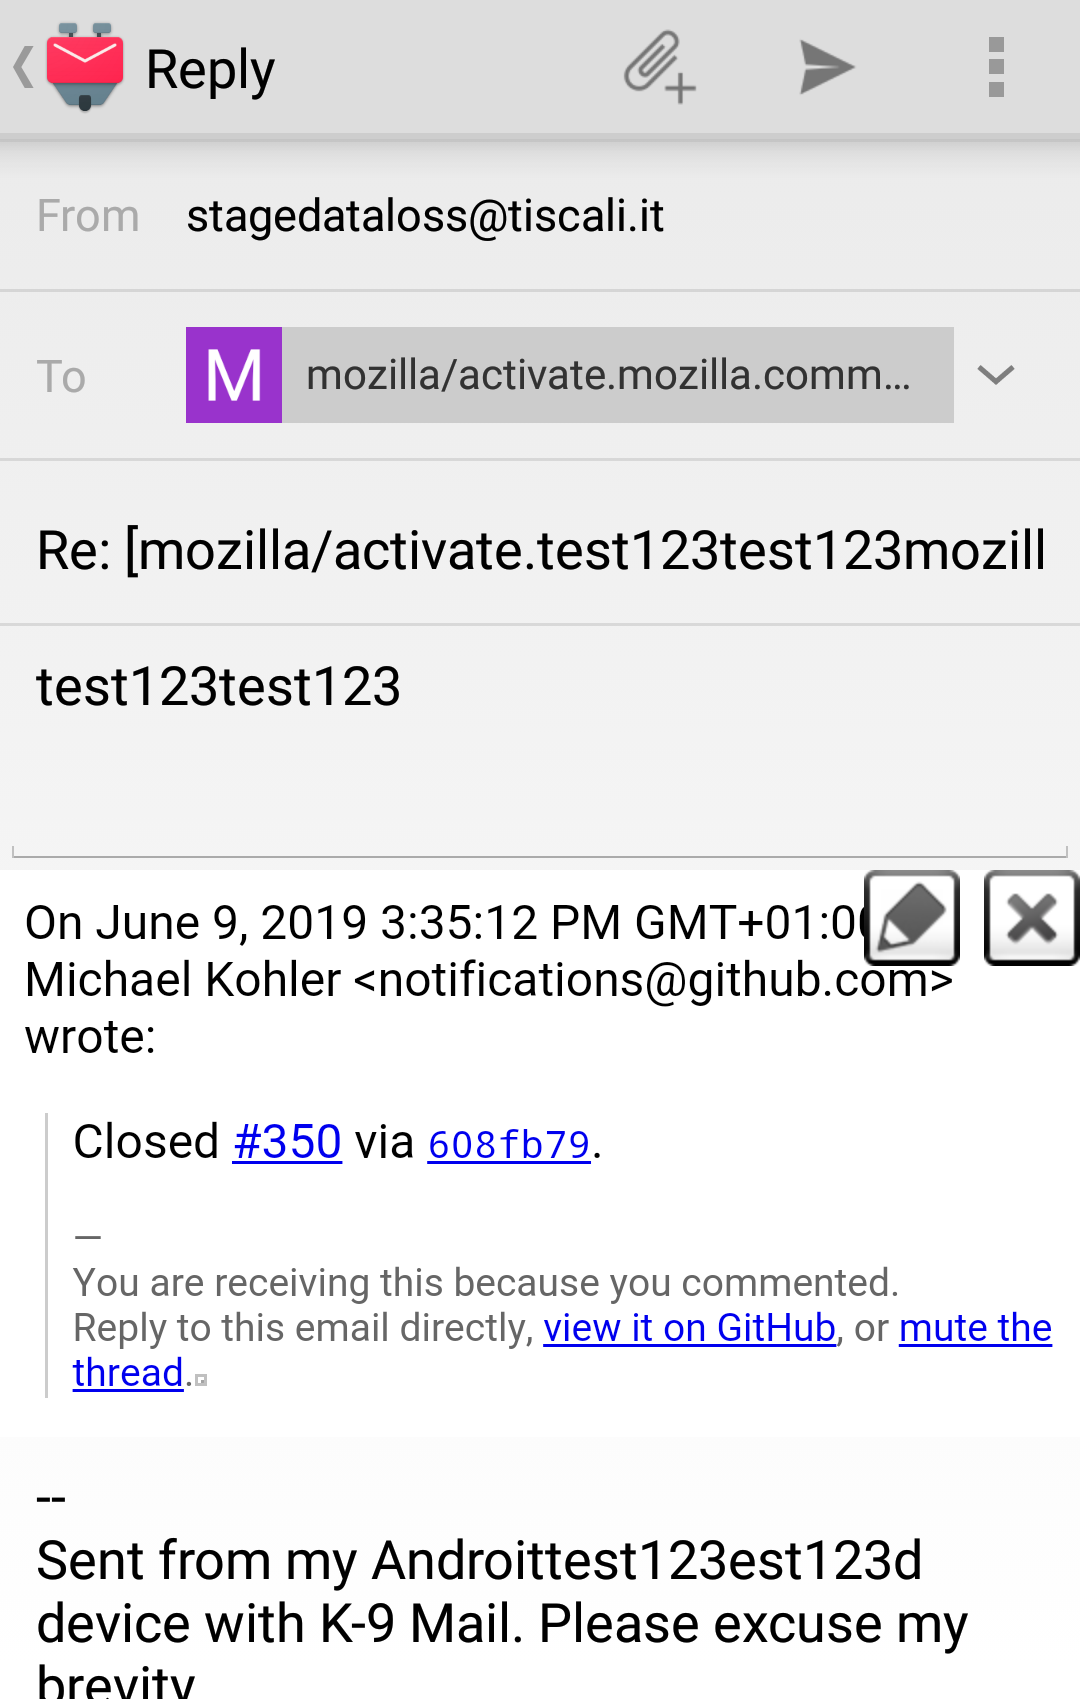 Reply
From stagedataloss@tiscali.it
To M mozilla/activate.mozilla.comm...
Re: [mozilla/activate.test123test123mozill
test123test123
On June 9, 2019 3:35:12 PM GMT+01:0
Michael Kohler <notifications@github.com>
wrote:
Closed #350 via 608fb79.
—
You are receiving this because you commented.
Reply to this email directly, view it on GitHub, or mute the
thread.
--
Sent from my Androittest123est123d
device with K-9 Mail. Please excuse my
brevity